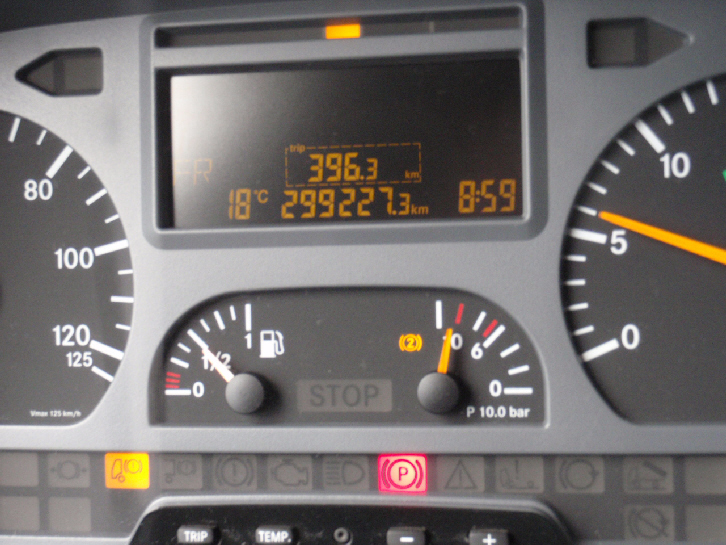 FR
trip
396.3 km
18°C 299227.3 km 8:59
80
100
120
125
Vmax 125 km/h
10
5
0
1
1/2
0
(2)
10
6
0
STOP
P 10.0 bar
P
TRIP TEMP. - +